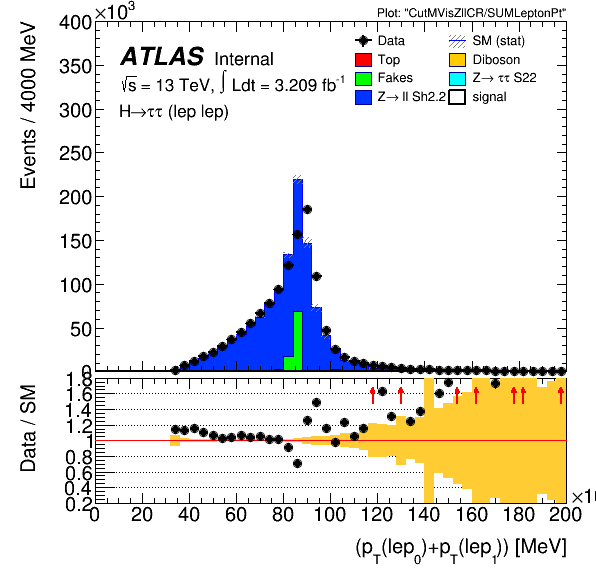 Plot: "CutMVisZllCR/SUMLeptonPt"
×10³
Events / 4000 MeV
400
350
300
250
200
150
100
50
0
ATLAS Internal
√s = 13 TeV, ∫ Ldt = 3.209 fb⁻¹
H→ττ (lep lep)
Data
SM (stat)
Top
Diboson
Fakes
Z→ ττ S22
Z→ ll Sh2.2
signal
Data / SM
1.8
1.6
1.4
1.2
1
0.8
0.6
0.4
0.2
0 20 40 60 80 100 120 140 160 180 200
(p_T(lep_0)+p_T(lep_1)) [MeV]